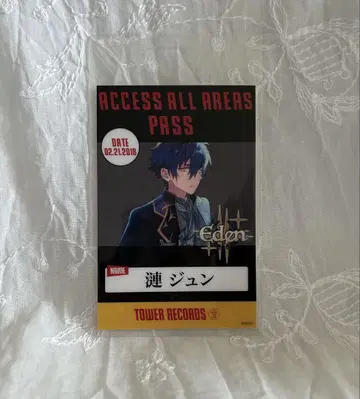 ACCESS ALL AREAS
PASS
DATE
02.21.2018
Eden
NAME
漣 ジュン
TOWER RECORDS